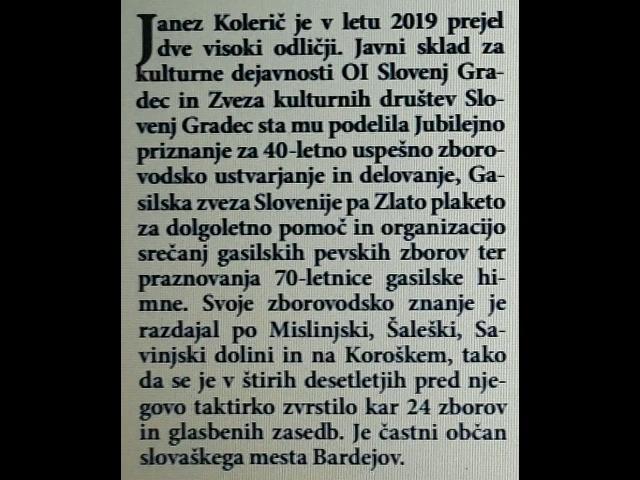 Janez Kolerič je v letu 2019 prejel
dve visoki odličji. Javni sklad za
kulturne dejavnosti OI Slovenj Gra-
dec in Zveza kulturnih društev Slo-
venj Gradec sta mu podelila Jubilejno
priznanje za 40-letno uspešno zboro-
vodsko ustvarjanje in delovanje, Ga-
silska zveza Slovenije pa Zlato plaketo
za dolgoletno pomoč in organizacijo
srečanj gasilskih pevskih zborov ter
praznovanja 70-letnice gasilske hi-
mne. Svoje zborovodsko znanje je
razdajal po Mislinjski, Šaleški, Sa-
vinjski dolini in na Koroškem, tako
da se je v štirih desetletjih pred nje-
govo taktirko zvrstilo kar 24 zborov
in glasbenih zasedb. Je častni občan
slovaškega mesta Bardejov.